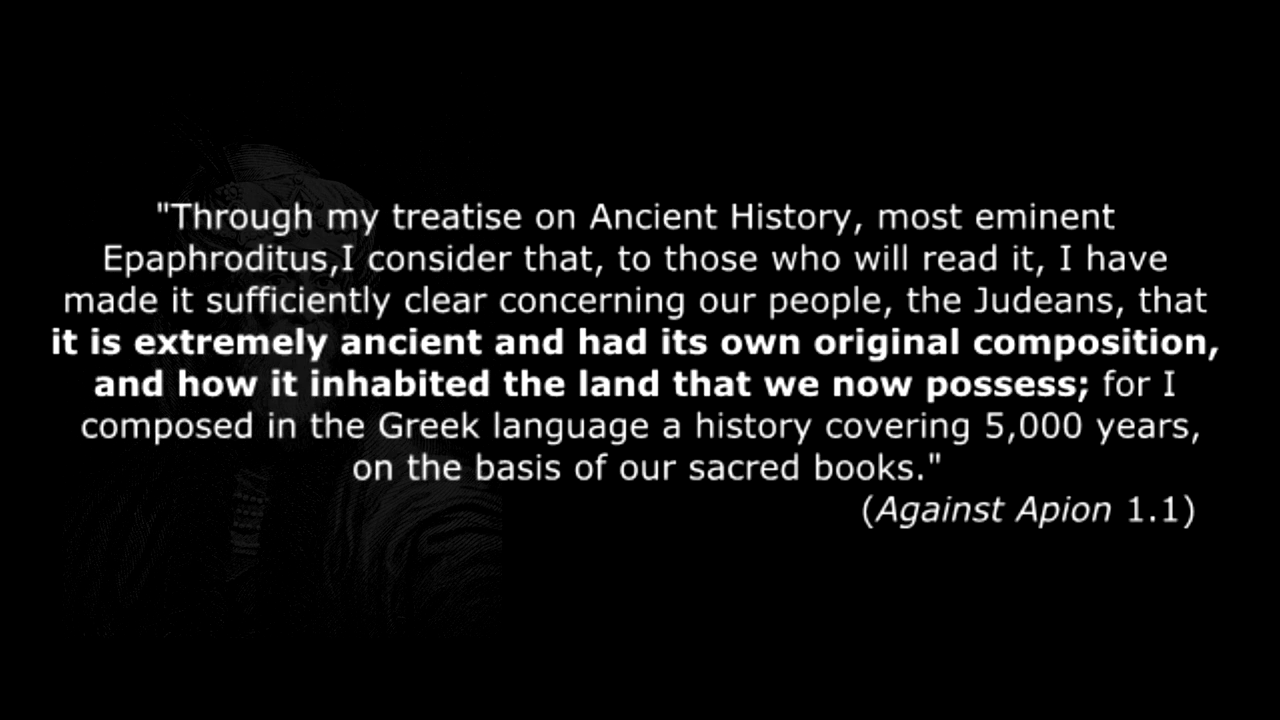 "Through my treatise on Ancient History, most eminent
Epaphroditus,I consider that, to those who will read it, I have
made it sufficiently clear concerning our people, the Judeans, that
it is extremely ancient and had its own original composition,
and how it inhabited the land that we now possess; for I
composed in the Greek language a history covering 5,000 years,
on the basis of our sacred books."
(Against Apion 1.1)